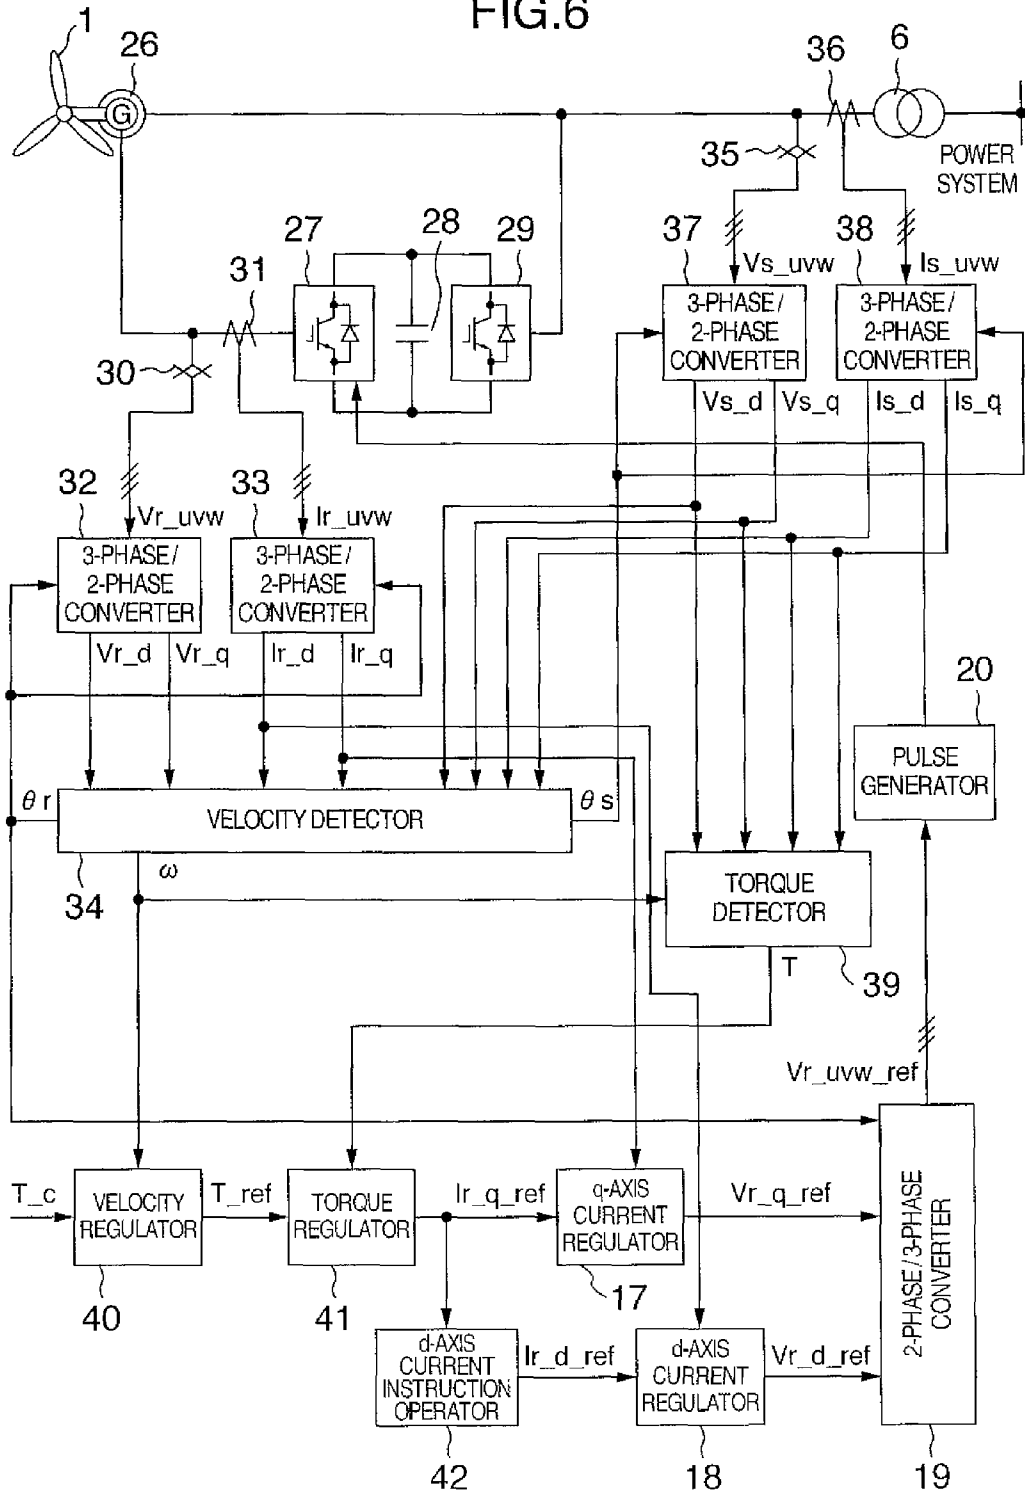 FIG.6
1
26
G
36
6
35
POWER
SYSTEM
27
28
29
37
38
31
Vs_uvw
Is_uvw
3-PHASE/
2-PHASE
CONVERTER
3-PHASE/
2-PHASE
CONVERTER
30
Vs_d
Vs_q
Is_d
Is_q
32
33
Vr_uvw
Ir_uvw
3-PHASE/
2-PHASE
CONVERTER
3-PHASE/
2-PHASE
CONVERTER
Vr_d
Vr_q
Ir_d
Ir_q
20
PULSE
GENERATOR
θr
VELOCITY DETECTOR
θs
34
ω
TORQUE
DETECTOR
T
39
Vr_uvw_ref
T_c
VELOCITY
REGULATOR
T_ref
TORQUE
REGULATOR
Ir_q_ref
q-AXIS
CURRENT
REGULATOR
Vr_q_ref
2-PHASE/3-PHASE
CONVERTER
40
41
17
d-AXIS
CURRENT
INSTRUCTION
OPERATOR
Ir_d_ref
d-AXIS
CURRENT
REGULATOR
Vr_d_ref
42
18
19